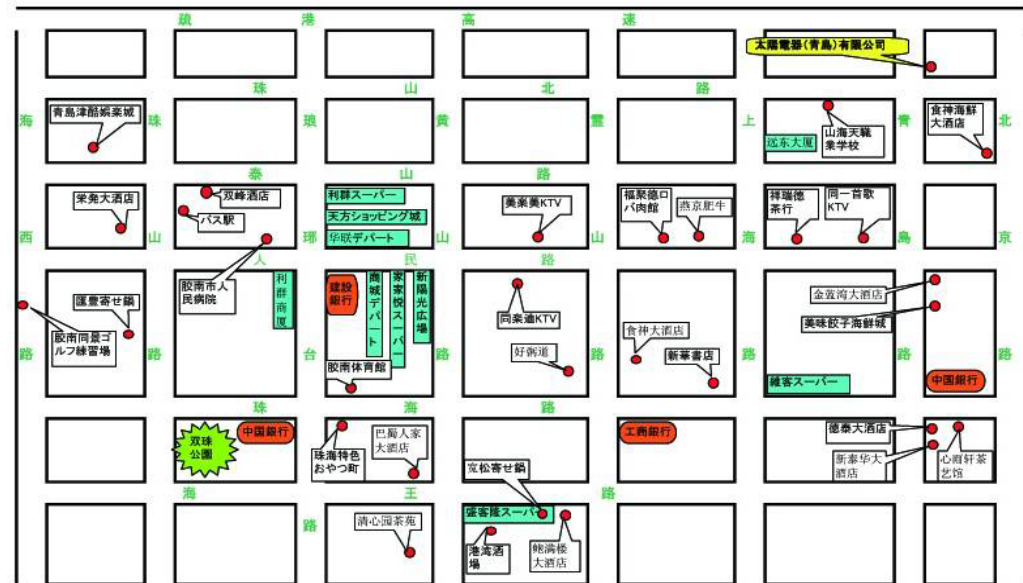 疏港高速
太陽電器(青島)有限公司
珠山北路
海
珠
琅
黄
霊
上
青
北
青島津酷娯楽城
远东大厦
山海天職
業学校
食神海鮮
大酒店
泰山路
栄発大酒店
双峰酒店
バス駅
利群スーパー
天方ショッピング城
华联デパート
美楽美KTV
福聚徳ロ
バ肉館
燕京肥牛
祥瑞徳
茶行
同一首歌
KTV
西
山
琊
山
山
海
島
京
人民路
胶南市人
民病院
匯豊寄せ鍋
胶南同景ゴ
ルフ練習場
利群商厦
建設
銀行
商城デパート
家家悦スーパー
新陽光広場
同楽迪KTV
好粥道
食神大酒店
新華書店
金蓝湾大酒店
美味餃子海鮮城
路
路
台
路
路
路
路
路
胶南体育館
維客スーパー
中国銀行
珠海路
双珠
公園
中国銀行
珠海特色
おやつ町
巴蜀人家
大酒店
工商銀行
徳泰大酒店
新泰华大
酒店
心雨轩茶
艺馆
宽松寄せ鍋
海王路
路
清心园茶苑
盛客隆スーパー
港湾酒
場
鲍满楼
大酒店